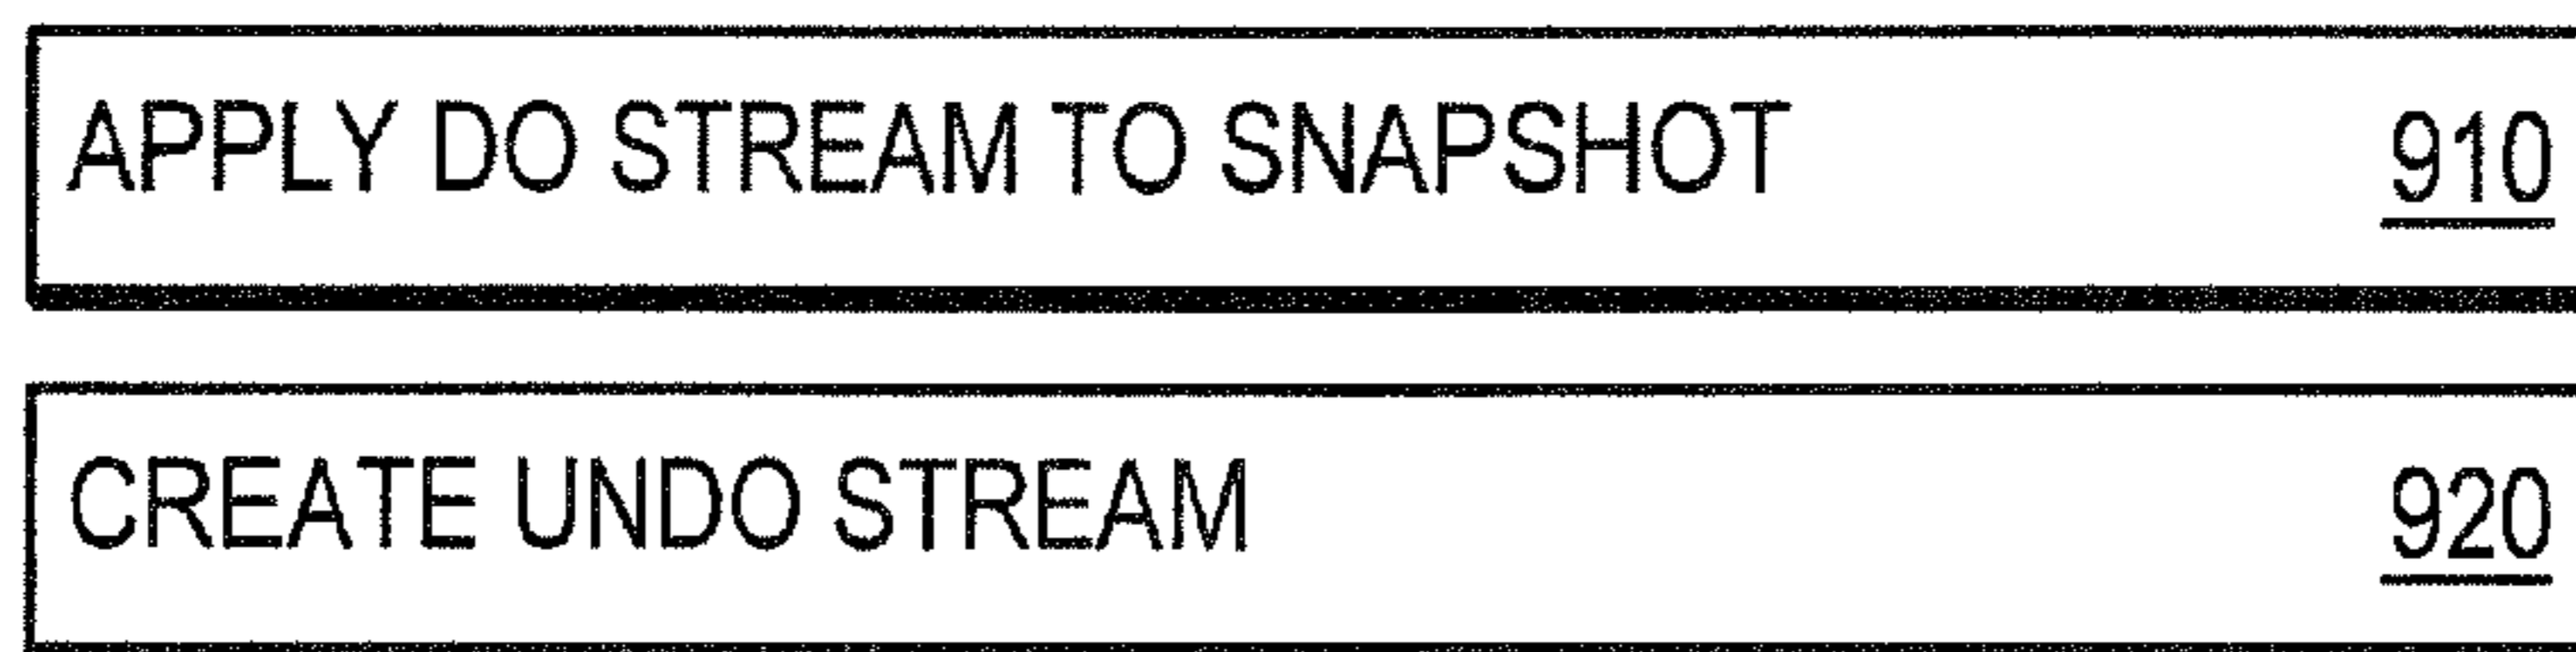 APPLY DO STREAM TO SNAPSHOT 910
CREATE UNDO STREAM 920